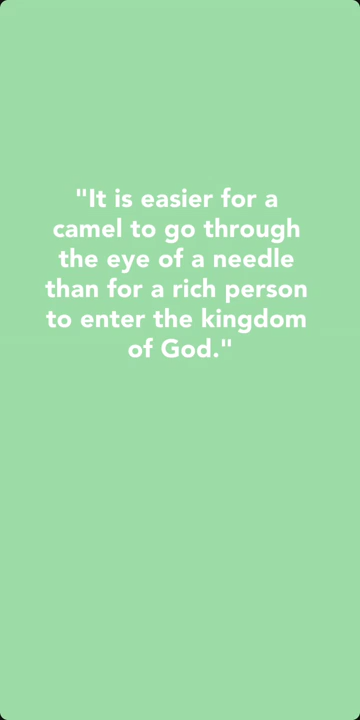 "It is easier for a
camel to go through
the eye of a needle
than for a rich person
to enter the kingdom
of God."